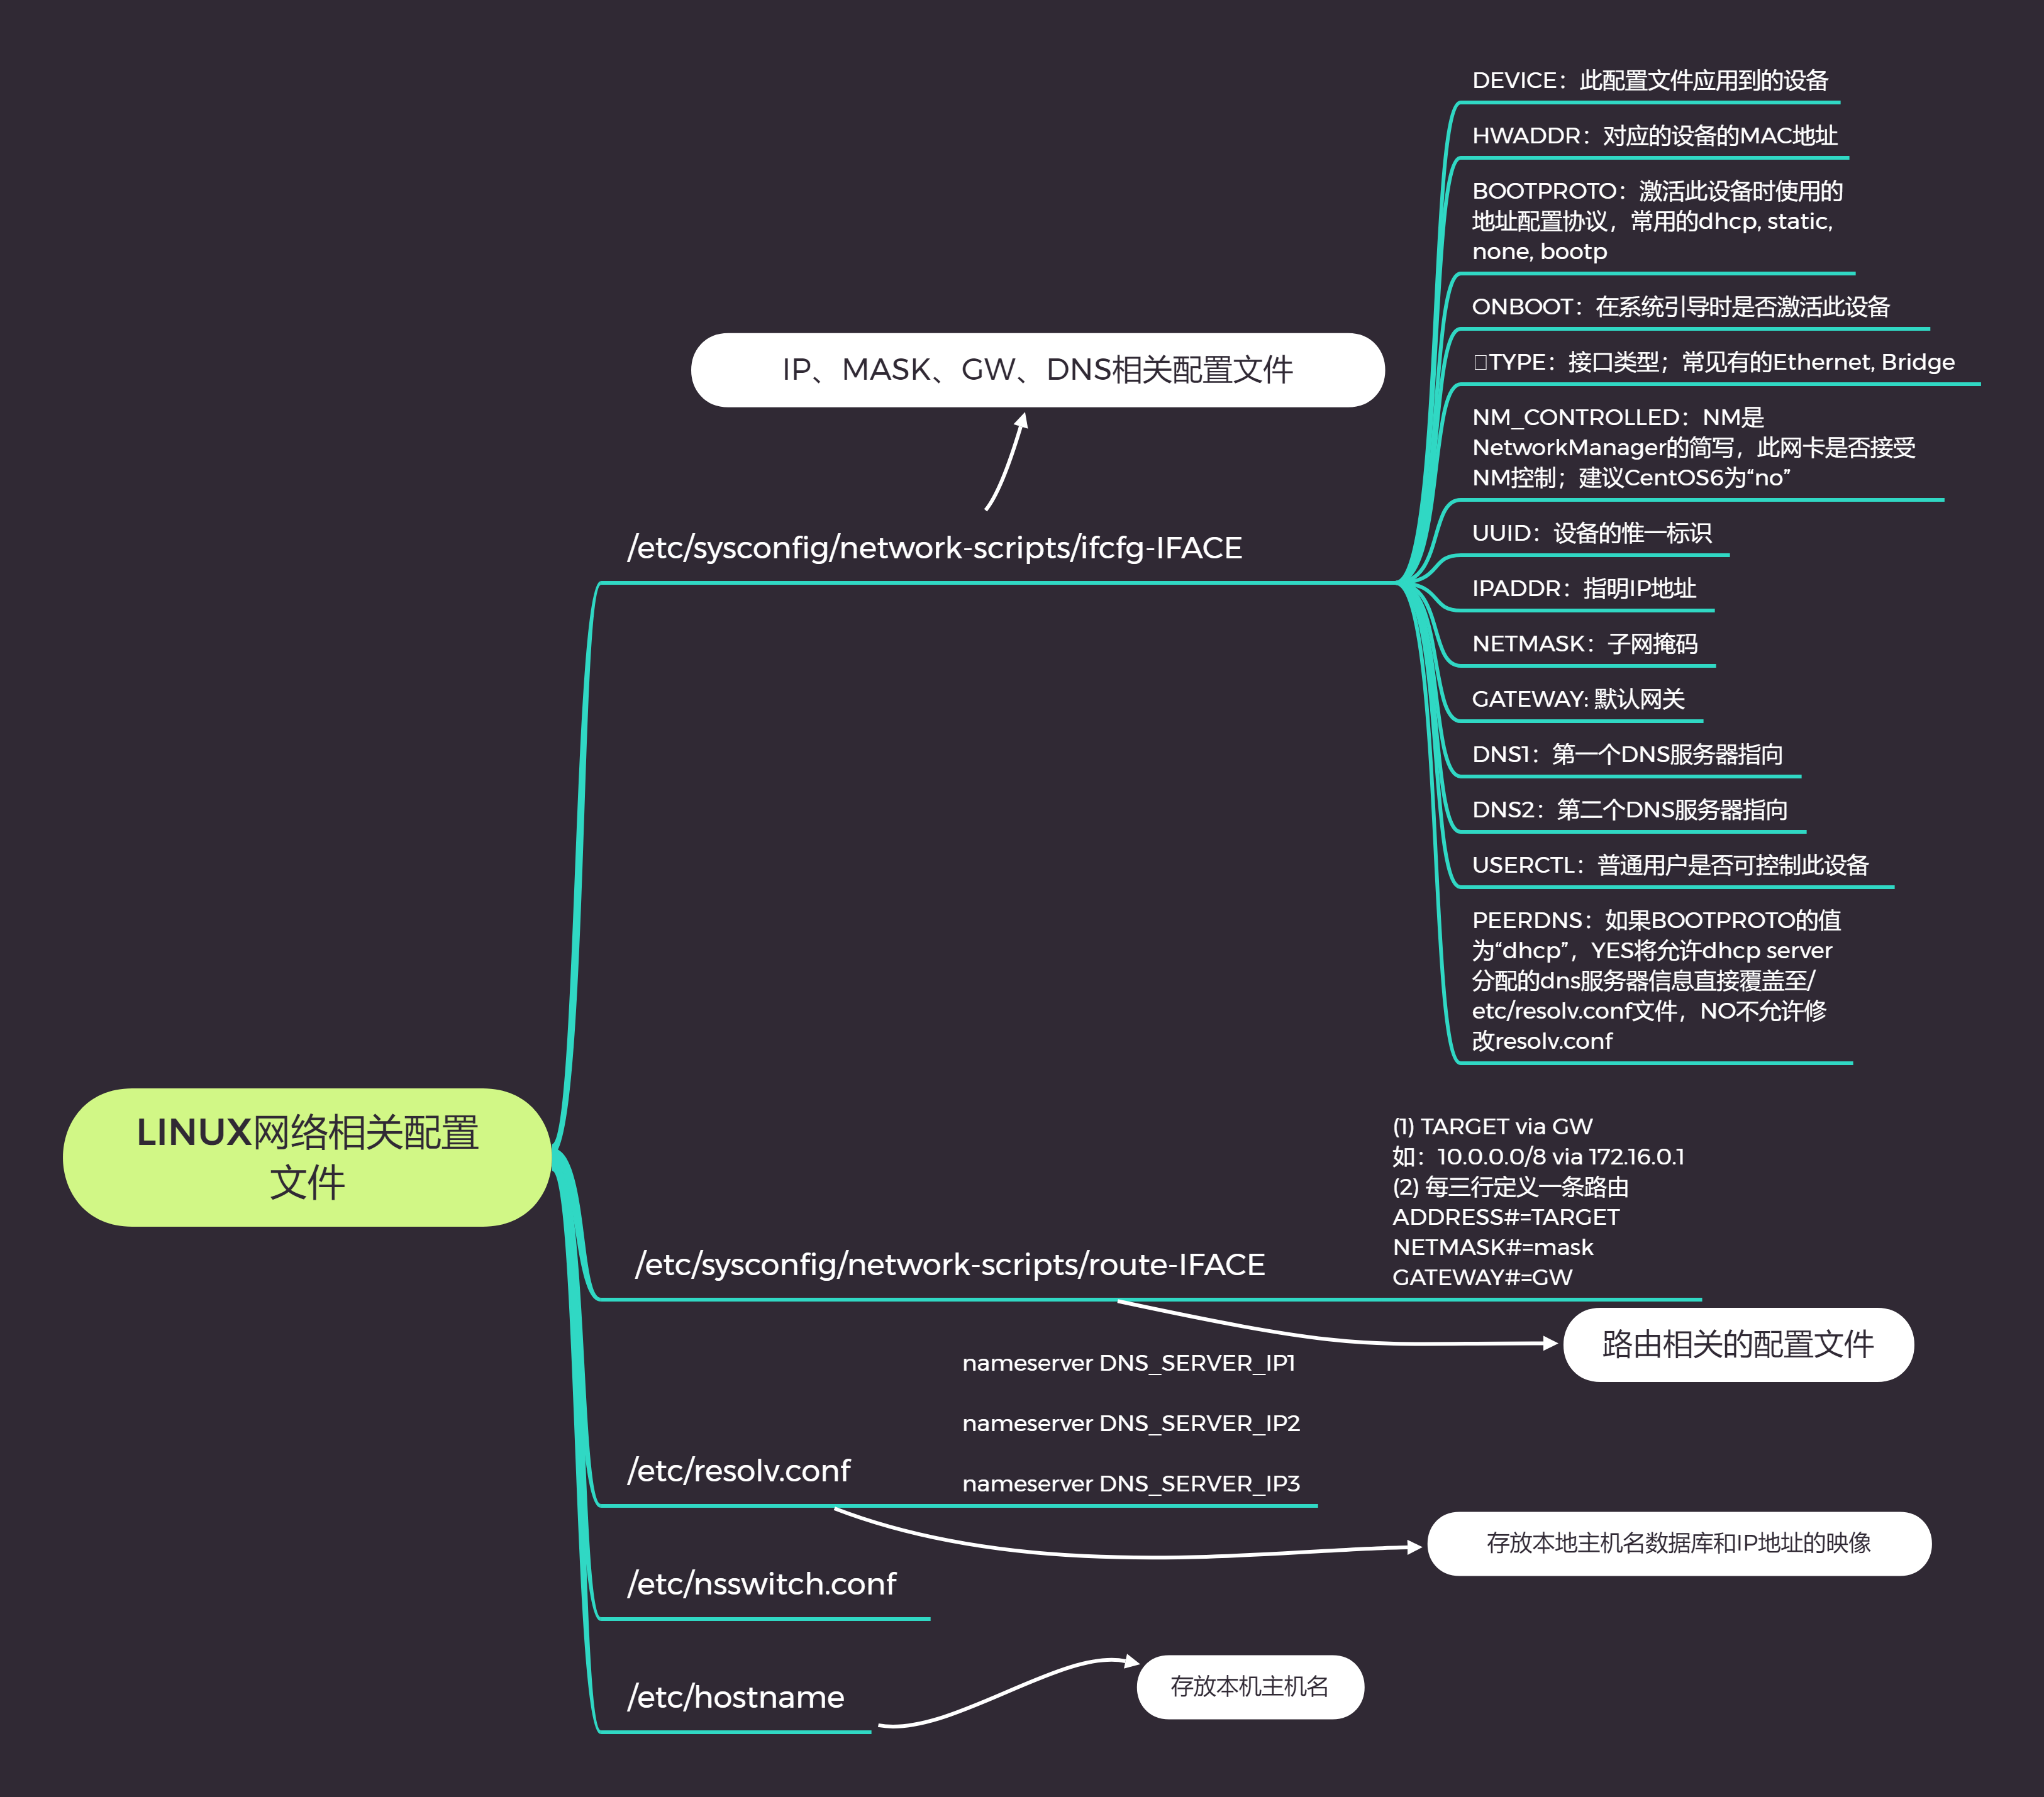 DEVICE：此配置文件应用到的设备
HWADDR：对应的设备的MAC地址
BOOTPROTO：激活此设备时使用的
地址配置协议，常用的dhcp, static,
none, bootp
ONBOOT：在系统引导时是否激活此设备
□TYPE：接口类型；常见有的Ethernet, Bridge
NM_CONTROLLED：NM是
NetworkManager的简写，此网卡是否接受
NM控制；建议CentOS6为“no”
UUID：设备的惟一标识
IPADDR：指明IP地址
NETMASK：子网掩码
GATEWAY: 默认网关
DNS1：第一个DNS服务器指向
DNS2：第二个DNS服务器指向
USERCTL：普通用户是否可控制此设备
PEERDNS：如果BOOTPROTO的值
为“dhcp”，YES将允许dhcp server
分配的dns服务器信息直接覆盖至/
etc/resolv.conf文件，NO不允许修
改resolv.conf
IP、MASK、GW、DNS相关配置文件
/etc/sysconfig/network-scripts/ifcfg-IFACE
LINUX网络相关配置
文件
(1) TARGET via GW
如：10.0.0.0/8 via 172.16.0.1
(2) 每三行定义一条路由
ADDRESS#=TARGET
NETMASK#=mask
GATEWAY#=GW
/etc/sysconfig/network-scripts/route-IFACE
路由相关的配置文件
nameserver DNS_SERVER_IP1
nameserver DNS_SERVER_IP2
nameserver DNS_SERVER_IP3
/etc/resolv.conf
存放本地主机名数据库和IP地址的映像
/etc/nsswitch.conf
/etc/hostname
存放本机主机名